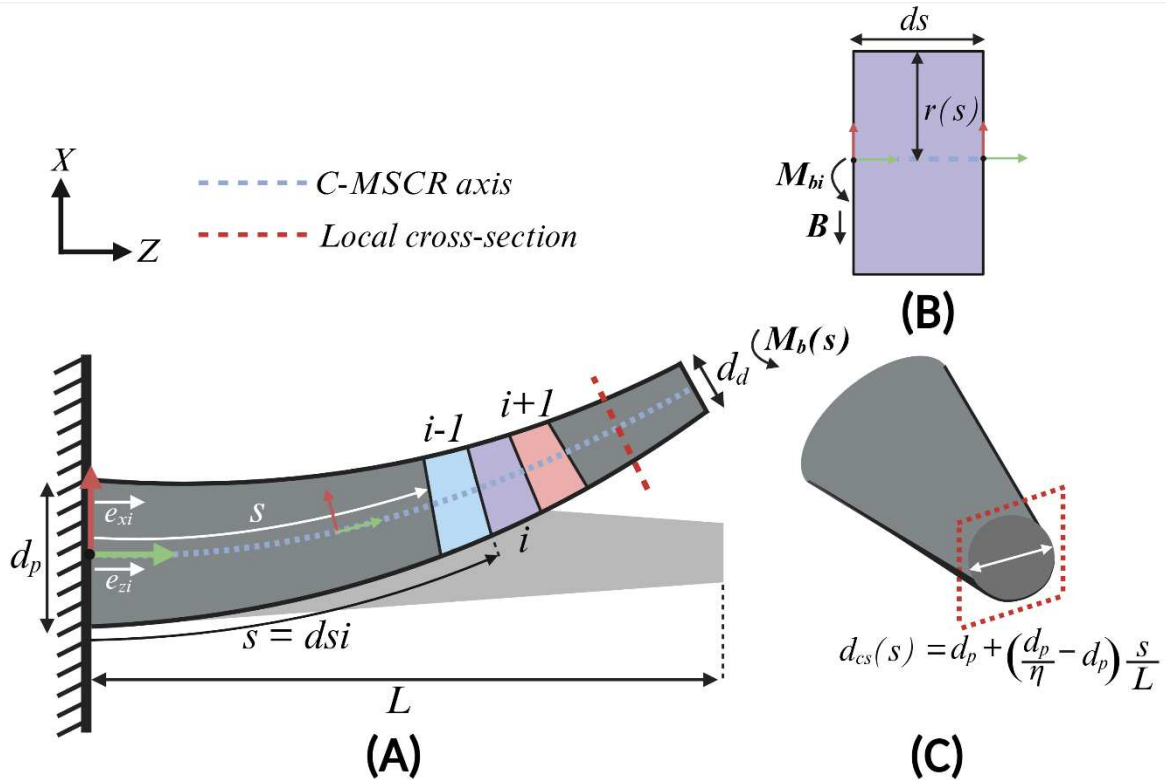 X
Z
C-MSCR axis
Local cross-section
ds
r(s)
M_bi
B
(B)
M_b(s)
d_d
i+1
i-1
i
s
e_xi
e_zi
d_p
s = dsi
L
(A)
d_cs(s) = d_p + (d_p/η - d_p) s/L
(C)